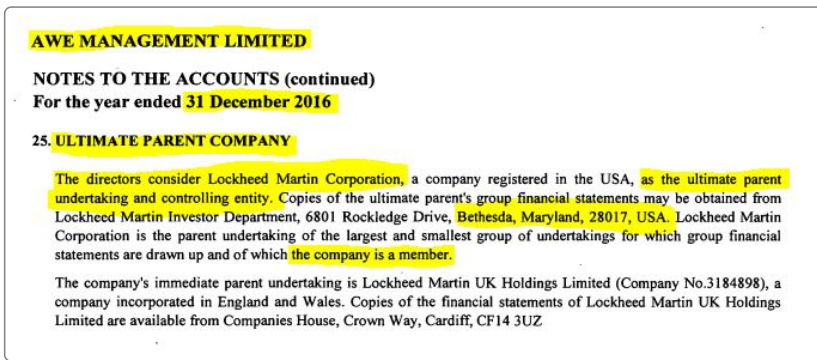 AWE MANAGEMENT LIMITED
NOTES TO THE ACCOUNTS (continued)
For the year ended 31 December 2016
25. ULTIMATE PARENT COMPANY
The directors consider Lockheed Martin Corporation, a company registered in the USA, as the ultimate parent
undertaking and controlling entity. Copies of the ultimate parent's group financial statements may be obtained from
Lockheed Martin Investor Department, 6801 Rockledge Drive, Bethesda, Maryland, 28017, USA. Lockheed Martin
Corporation is the parent undertaking of the largest and smallest group of undertakings for which group financial
statements are drawn up and of which the company is a member.
The company's immediate parent undertaking is Lockheed Martin UK Holdings Limited (Company No.3184898), a
company incorporated in England and Wales. Copies of the financial statements of Lockheed Martin UK Holdings
Limited are available from Companies House, Crown Way, Cardiff, CF14 3UZ